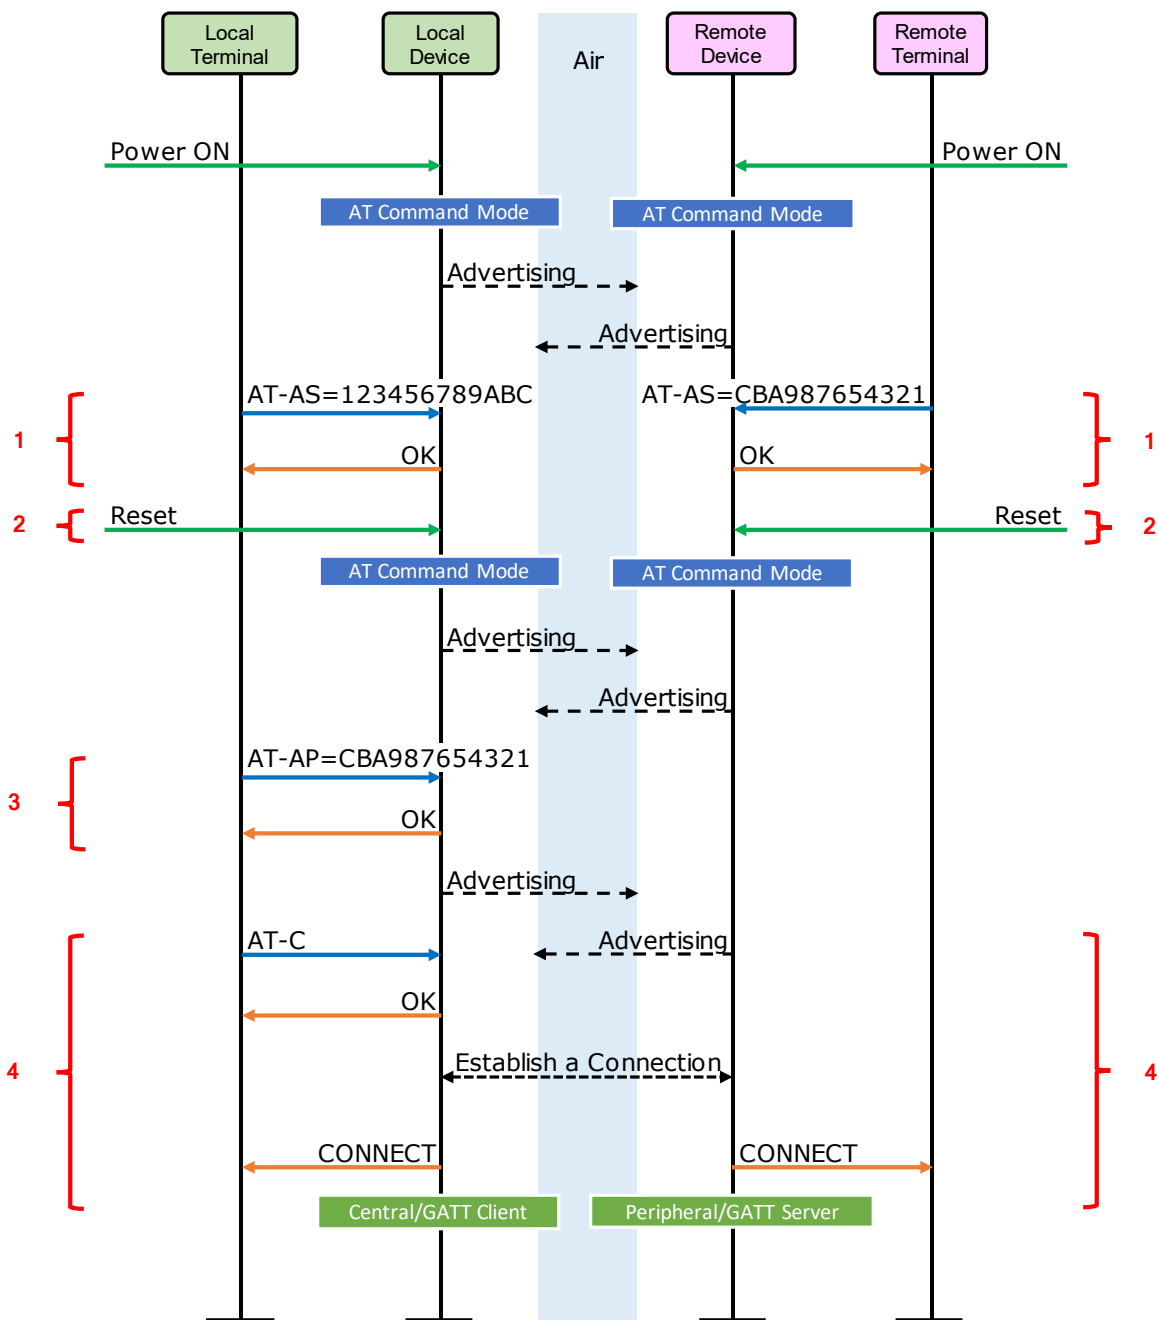 Local
Terminal
Local
Device
Air
Remote
Device
Remote
Terminal
Power ON
Power ON
AT Command Mode
AT Command Mode
Advertising
Advertising
AT-AS=123456789ABC
AT-AS=CBA987654321
1
OK
OK
1
2
Reset
Reset
2
AT Command Mode
AT Command Mode
Advertising
Advertising
AT-AP=CBA987654321
3
OK
Advertising
AT-C
Advertising
OK
4
Establish a Connection
4
CONNECT
CONNECT
Central/GATT Client
Peripheral/GATT Server